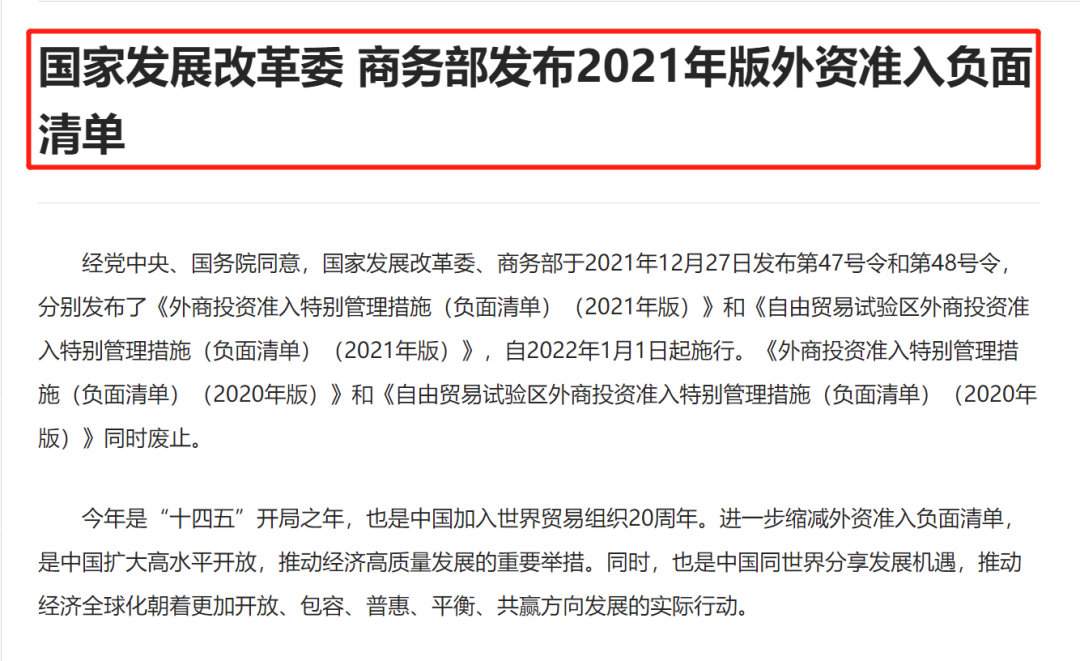 国家发展改革委 商务部发布2021年版外资准入负面
清单
经党中央、国务院同意，国家发展改革委、商务部于2021年12月27日发布第47号令和第48号令，
分别发布了《外商投资准入特别管理措施（负面清单）（2021年版）》和《自由贸易试验区外商投资准
入特别管理措施（负面清单）（2021年版）》，自2022年1月1日起施行。《外商投资准入特别管理措
施（负面清单）（2020年版）》和《自由贸易试验区外商投资准入特别管理措施（负面清单）（2020年
版）》同时废止。
今年是“十四五”开局之年，也是中国加入世界贸易组织20周年。进一步缩减外资准入负面清单，
是中国扩大高水平开放，推动经济高质量发展的重要举措。同时，也是中国同世界分享发展机遇，推动
经济全球化朝着更加开放、包容、普惠、平衡、共赢方向发展的实际行动。